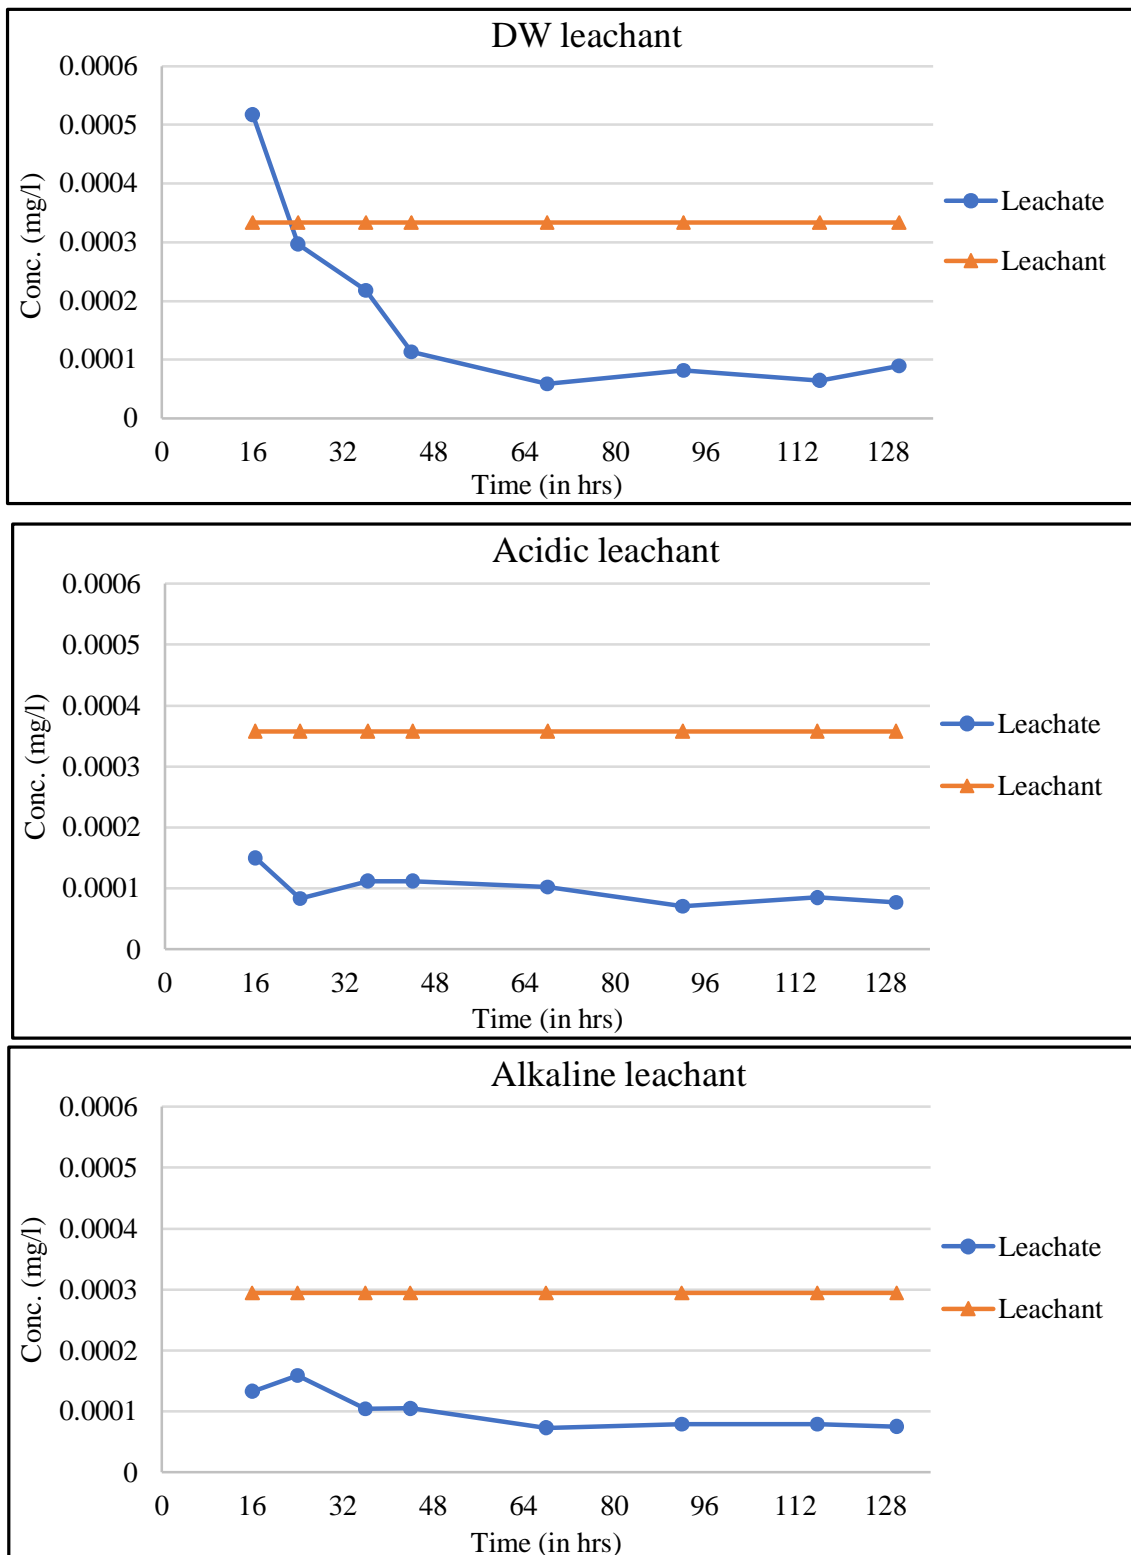 DW leachant
0.0006
0.0005
0.0004
0.0003
0.0002
0.0001
0
Conc. (mg/l)
0 16 32 48 64 80 96 112 128
Time (in hrs)
Leachate
Leachant
Acidic leachant
0.0006
0.0005
0.0004
0.0003
0.0002
0.0001
0
Conc. (mg/l)
0 16 32 48 64 80 96 112 128
Time (in hrs)
Leachate
Leachant
Alkaline leachant
0.0006
0.0005
0.0004
0.0003
0.0002
0.0001
0
Conc. (mg/l)
0 16 32 48 64 80 96 112 128
Time (in hrs)
Leachate
Leachant